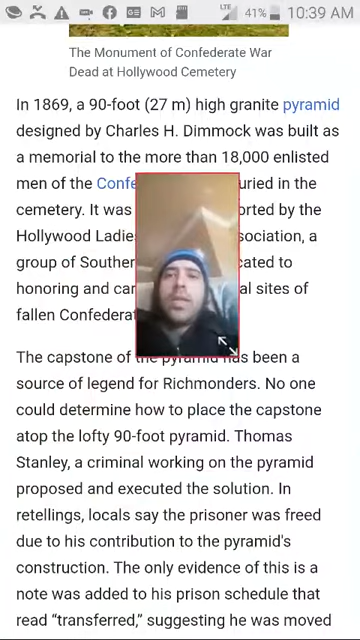 LTE 41% 10:39 AM
The Monument of Confederate War
Dead at Hollywood Cemetery
In 1869, a 90-foot (27 m) high granite pyramid
designed by Charles H. Dimmock was built as
a memorial to the more than 18,000 enlisted
men of the Confe uried in the
cemetery. It was orted by the
Hollywood Ladie sociation, a
group of Souther cated to
honoring and car al sites of
fallen Confederat
The capstone of the pyramid has been a
source of legend for Richmonders. No one
could determine how to place the capstone
atop the lofty 90-foot pyramid. Thomas
Stanley, a criminal working on the pyramid
proposed and executed the solution. In
retellings, locals say the prisoner was freed
due to his contribution to the pyramid's
construction. The only evidence of this is a
note was added to his prison schedule that
read “transferred,” suggesting he was moved